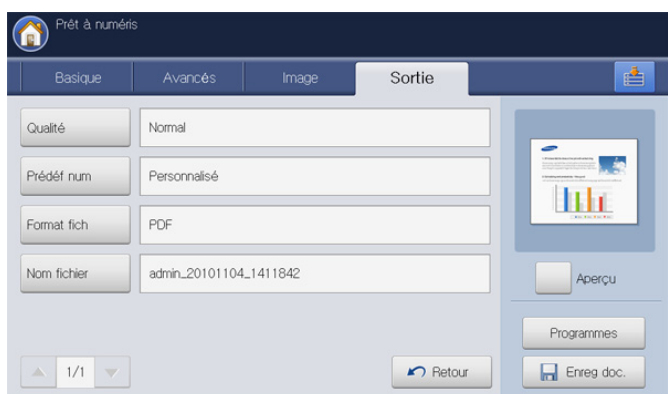 Prêt à numéris
Basique
Avancés
Image
Sortie
Qualité
Normal
Prédéf num
Personnalisé
Format fich
PDF
Nom fichier
admin_20101104_1411842
Aperçu
Programmes
1/1
Retour
Enreg doc.